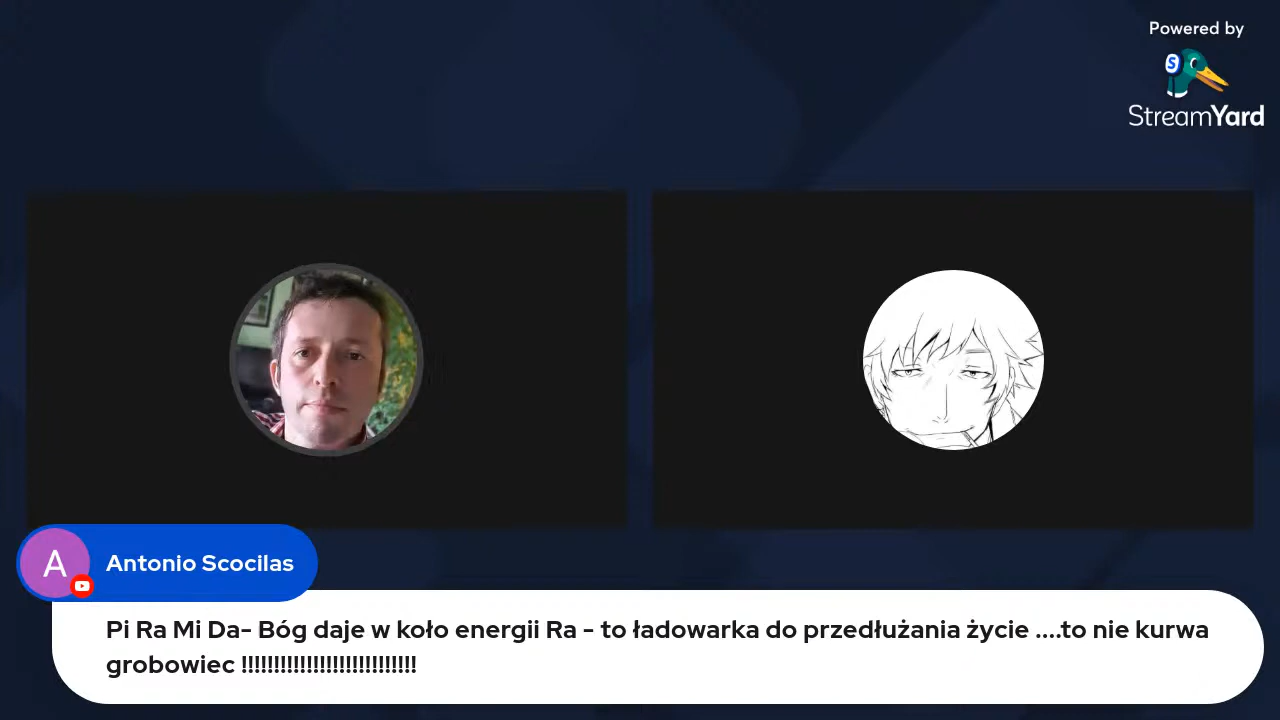 Powered by
S
StreamYard
A
Antonio Scocilas
Pi Ra Mi Da- Bóg daje w koło energii Ra - to ładowarka do przedłużania życie ....to nie kurwa
grobowiec !!!!!!!!!!!!!!!!!!!!!!!!!!!